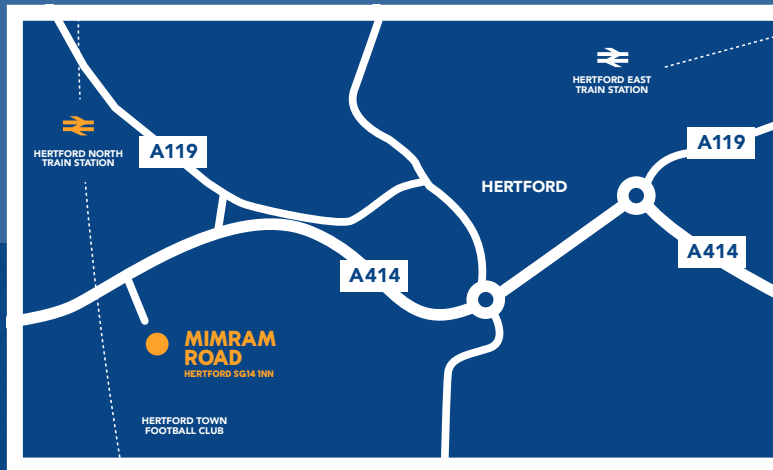 HERTFORD EAST
TRAIN STATION
HERTFORD NORTH
TRAIN STATION
A119
A119
HERTFORD
A414
A414
MIMRAM
ROAD
HERTFORD SG14 1NN
HERTFORD TOWN
FOOTBALL CLUB